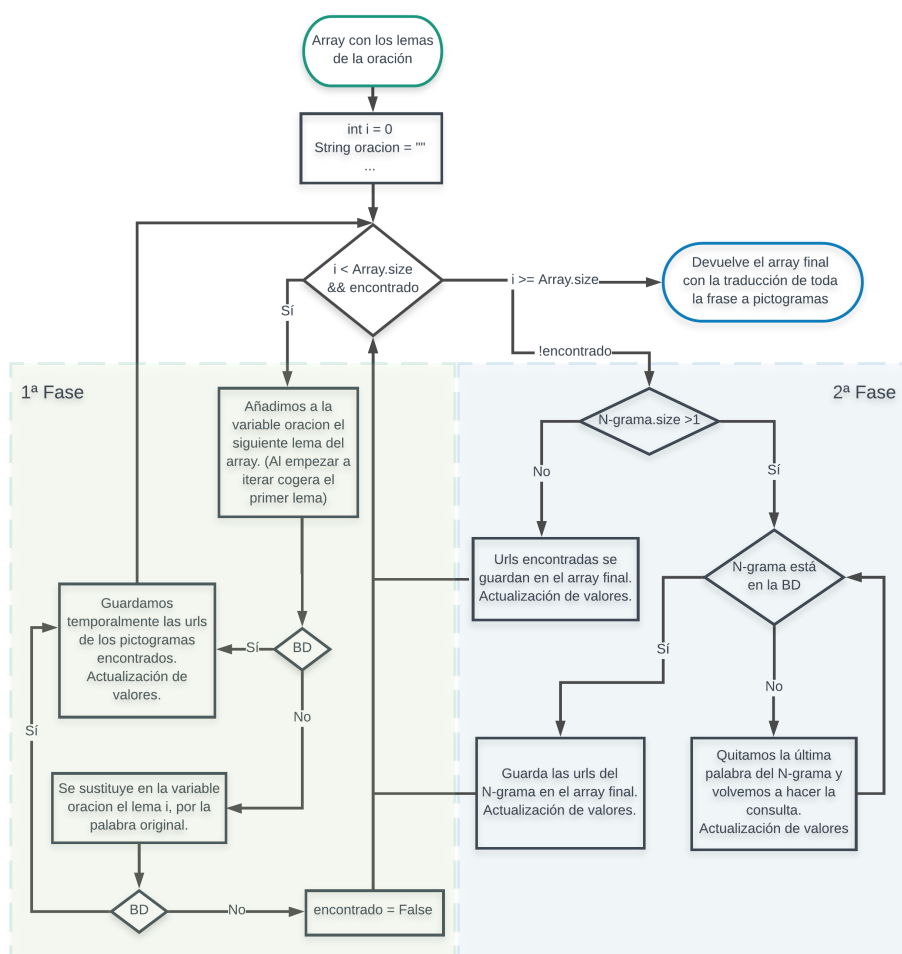 Array con los lemas
de la oración
int i = 0
String oracion = ""
...
i < Array.size
&& encontrado
i >= Array.size
Devuelve el array final
con la traducción de toda
la frase a pictogramas
Sí
!encontrado
1ª Fase
2ª Fase
Añadimos a la
variable oracion el
siguiente lema del
array. (Al empezar a
iterar cogera el
primer lema)
N-grama.size >1
No
Sí
Urls encontradas se
guardan en el array final.
Actualización de valores.
N-grama está
en la BD
Guardamos
temporalmente las urls
de los pictogramas
encontrados.
Actualización de
valores.
Sí
BD
Sí
No
No
Sí
Se sustituye en la variable
oracion el lema i, por la
palabra original.
Guarda las urls del
N-grama en el array final.
Actualización de valores.
Quitamos la última
palabra del N-grama y
volvemos a hacer la
consulta.
Actualización de valores
BD
No
encontrado = False